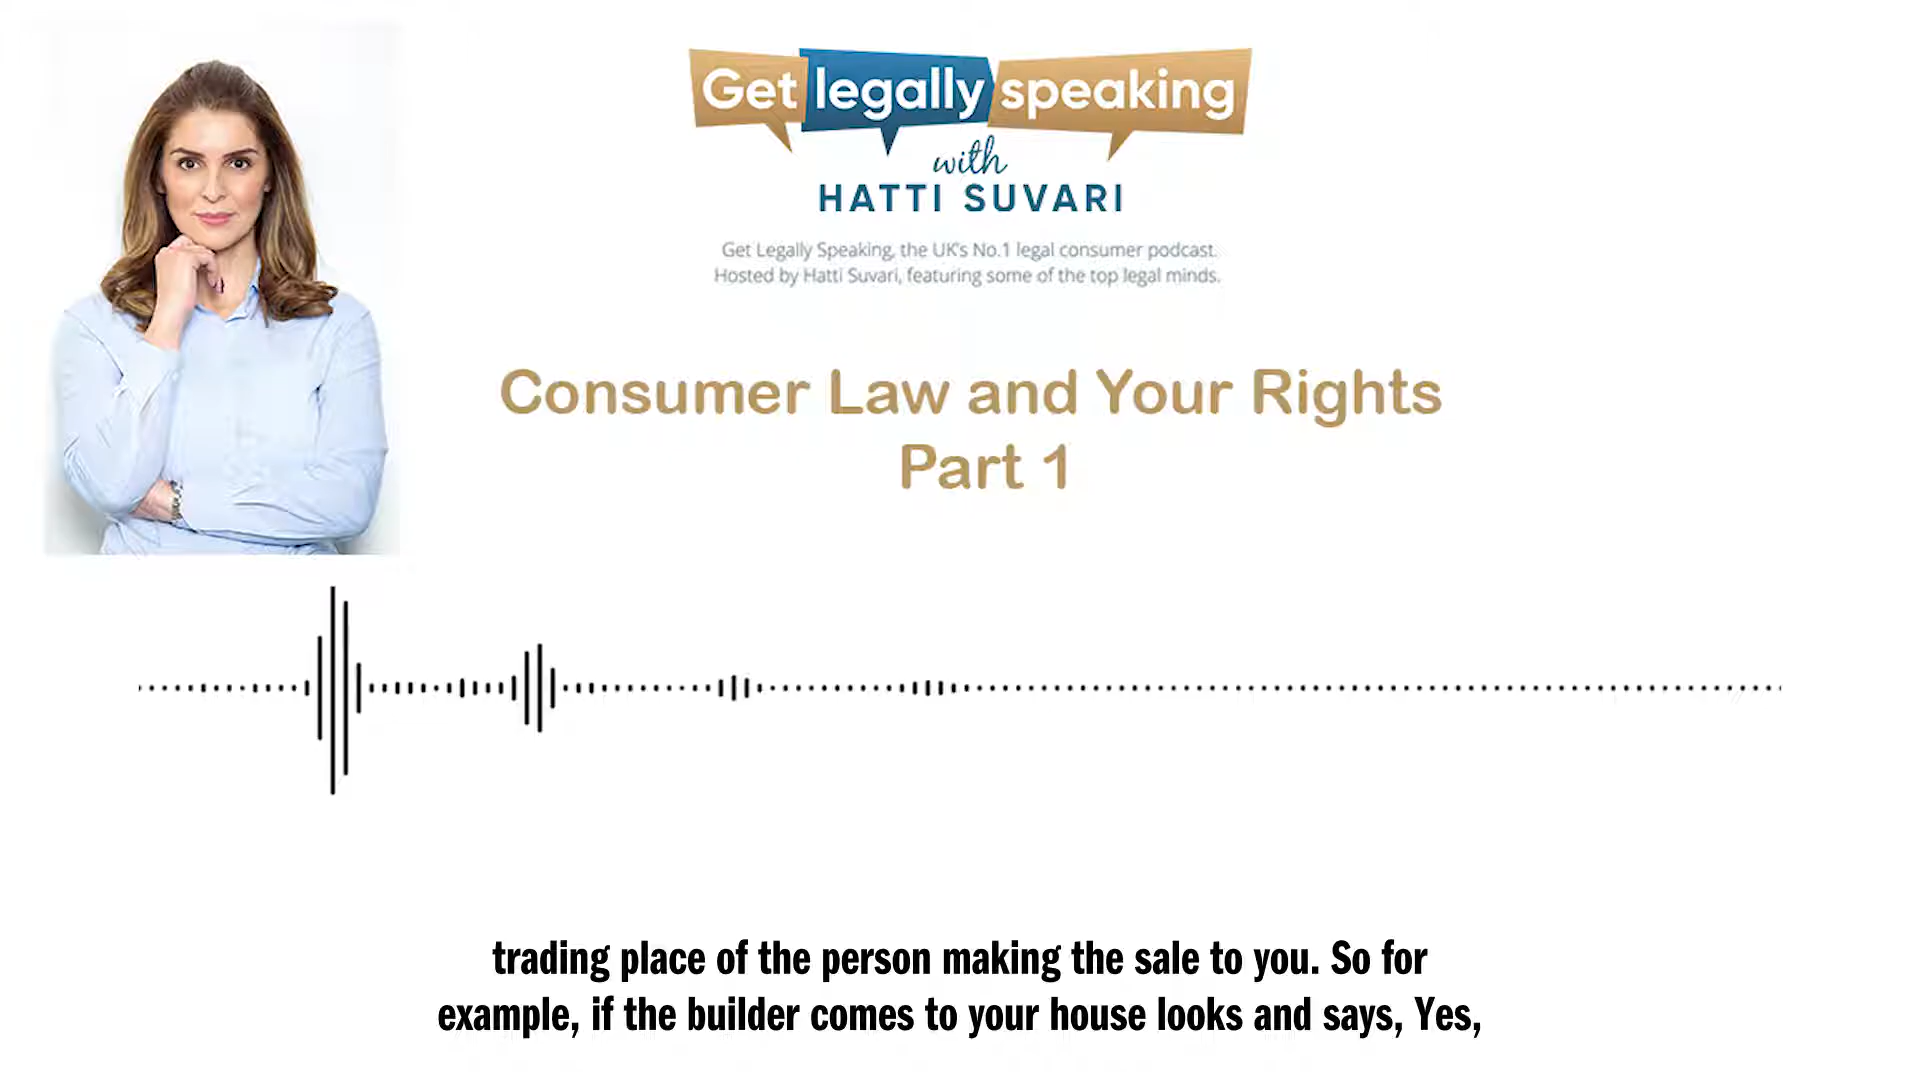 Get legally speaking
with
HATTI SUVARI
Get Legally Speaking, the UK's No.1 legal consumer podcast.
Hosted by Hatti Suvari, featuring some of the top legal minds.
Consumer Law and Your Rights
Part 1
trading place of the person making the sale to you. So for
example, if the builder comes to your house looks and says, Yes,